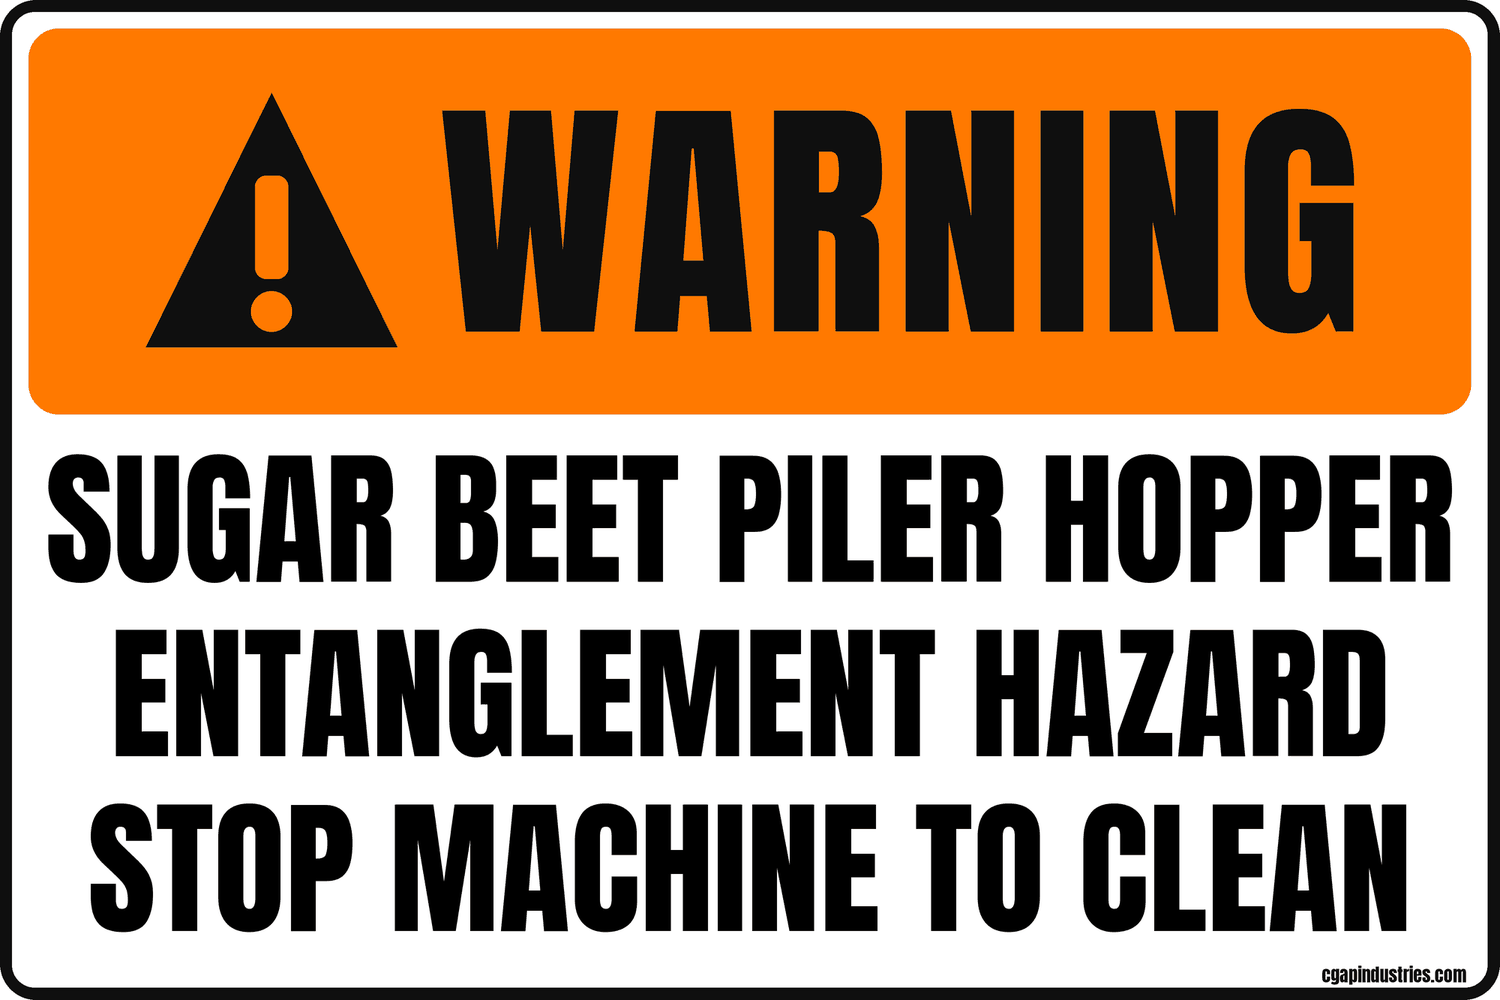 WARNING
SUGAR BEET PILER HOPPER
ENTANGLEMENT HAZARD
STOP MACHINE TO CLEAN
cgapindustries.com